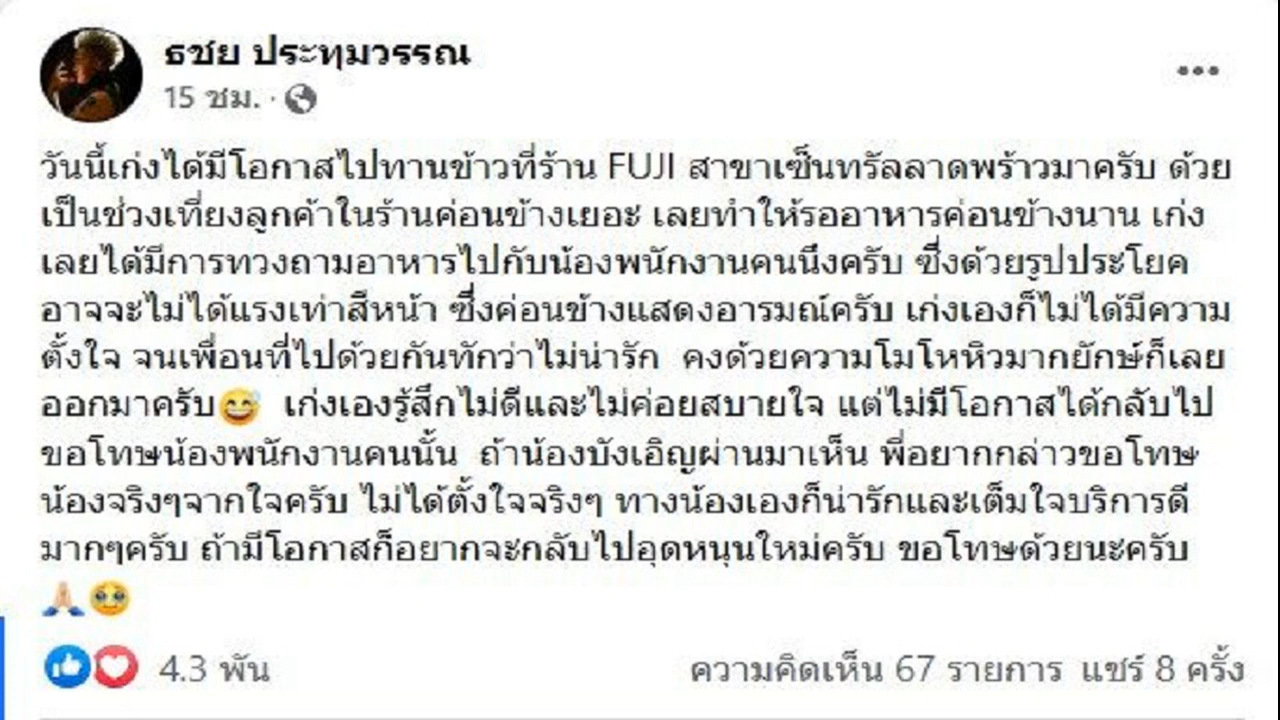 ธชย ประทุมวรรณ
15 ชม. ·
วันนี้เก่งได้มีโอกาสไปทานข้าวที่ร้าน FUJI สาขาเซ็นทรัลลาดพร้าวมาครับ ด้วย
เป็นช่วงเที่ยงลูกค้าในร้านค่อนข้างเยอะ เลยทำให้รออาหารค่อนข้างนาน เก่ง
เลยได้มีการทวงถามอาหารไปกับน้องพนักงานคนนึงครับ ซึ่งด้วยรูปประโยค
อาจจะไม่ได้แรงเท่าสีหน้า ซึ่งค่อนข้างแสดงอารมณ์ครับ เก่งเองก็ไม่ได้มีความ
ตั้งใจ จนเพื่อนที่ไปด้วยกันทักว่าไม่น่ารัก คงด้วยความโมโหหิวมากยักษ์ก็เลย
ออกมาครับ😅 เก่งเองรู้สึกไม่ดีและไม่ค่อยสบายใจ แต่ไม่มีโอกาสได้กลับไป
ขอโทษน้องพนักงานคนนั้น ถ้าน้องบังเอิญผ่านมาเห็น พี่อยากกล่าวขอโทษ
น้องจริงๆจากใจครับ ไม่ได้ตั้งใจจริงๆ ทางน้องเองก็น่ารักและเต็มใจบริการดี
มากๆครับ ถ้ามีโอกาสก็อยากจะกลับไปอุดหนุนใหม่ครับ ขอโทษด้วยนะครับ
🙏🏻🥹
4.3 พัน ความคิดเห็น 67 รายการ แชร์ 8 ครั้ง